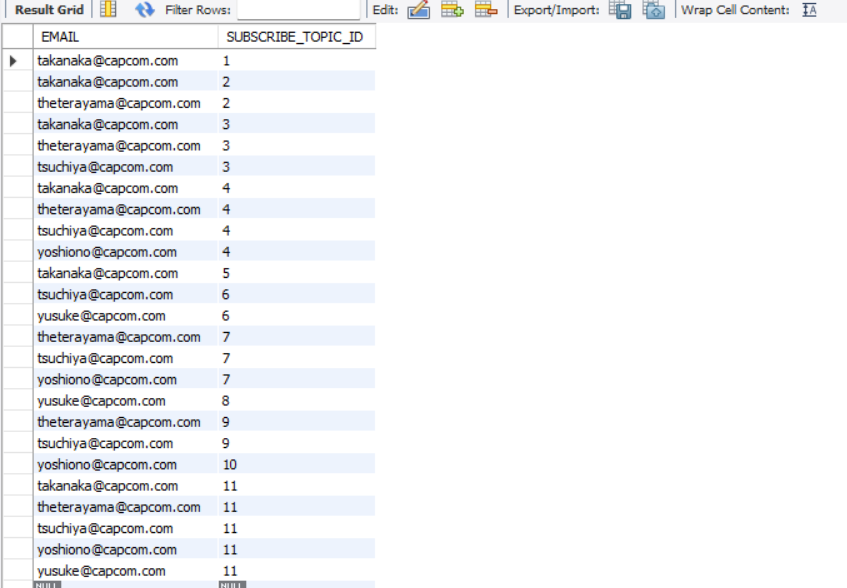 Result Grid Filter Rows: Edit: Export/Import: Wrap Cell Content: IA
EMAIL SUBSCRIBE_TOPIC_ID
takanaka@capcom.com 1
takanaka@capcom.com 2
theterayama@capcom.com 2
takanaka@capcom.com 3
theterayama@capcom.com 3
tsuchiya@capcom.com 3
takanaka@capcom.com 4
theterayama@capcom.com 4
tsuchiya@capcom.com 4
yoshiono@capcom.com 4
takanaka@capcom.com 5
tsuchiya@capcom.com 6
yusuke@capcom.com 6
theterayama@capcom.com 7
tsuchiya@capcom.com 7
yoshiono@capcom.com 7
yusuke@capcom.com 8
theterayama@capcom.com 9
tsuchiya@capcom.com 9
yoshiono@capcom.com 10
takanaka@capcom.com 11
theterayama@capcom.com 11
tsuchiya@capcom.com 11
yoshiono@capcom.com 11
yusuke@capcom.com 11
NULL NULL